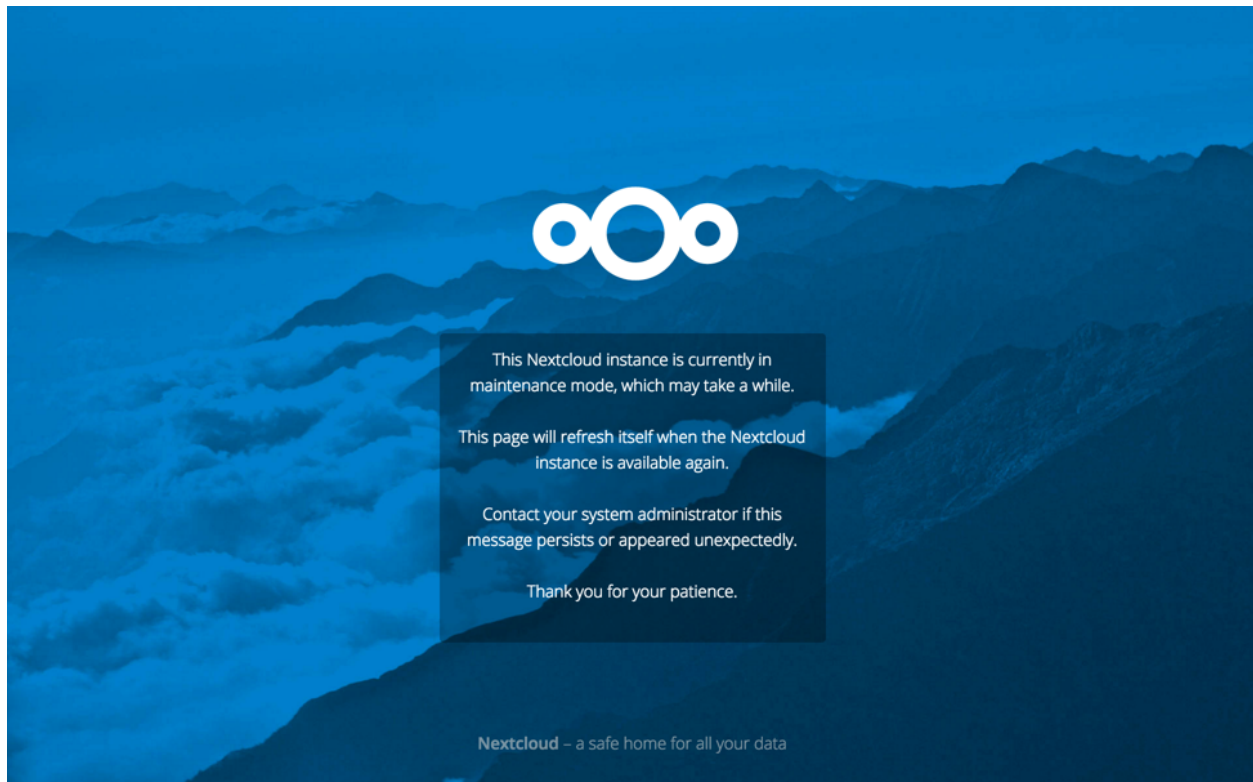 This Nextcloud instance is currently in
maintenance mode, which may take a while.
This page will refresh itself when the Nextcloud
instance is available again.
Contact your system administrator if this
message persists or appeared unexpectedly.
Thank you for your patience.
Nextcloud – a safe home for all your data